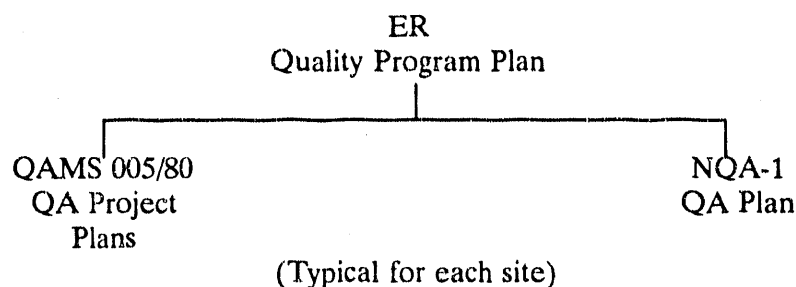 ER
Quality Program Plan
QAMS 005/80
QA Project
Plans
NQA-1
QA Plan
(Typical for each site)